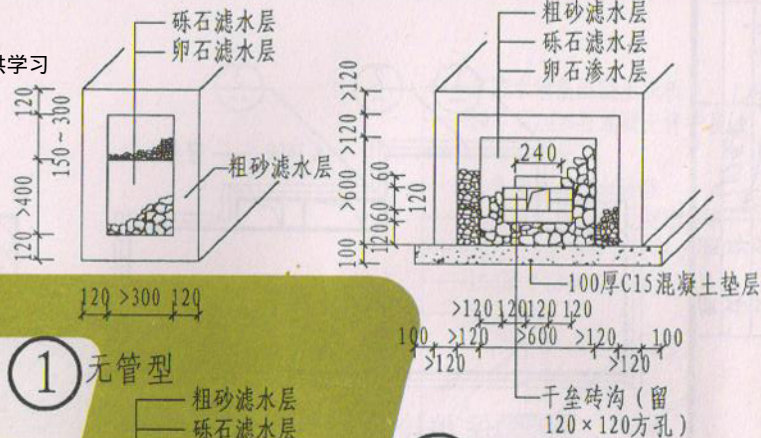 砾石滤水层
卵石滤水层
供学习
120
150~300
>400
120
粗砂滤水层
120 >300 120
1 无管型
粗砂滤水层
砾石滤水层
粗砂滤水层
砾石滤水层
卵石渗水层
>120
>120
>600
100
60
60
120
120
240
100厚C15混凝土垫层
>120 120 120 120
100 >120 >600 >120 100
>120 >120
干垒砖沟(留
120×120方孔)